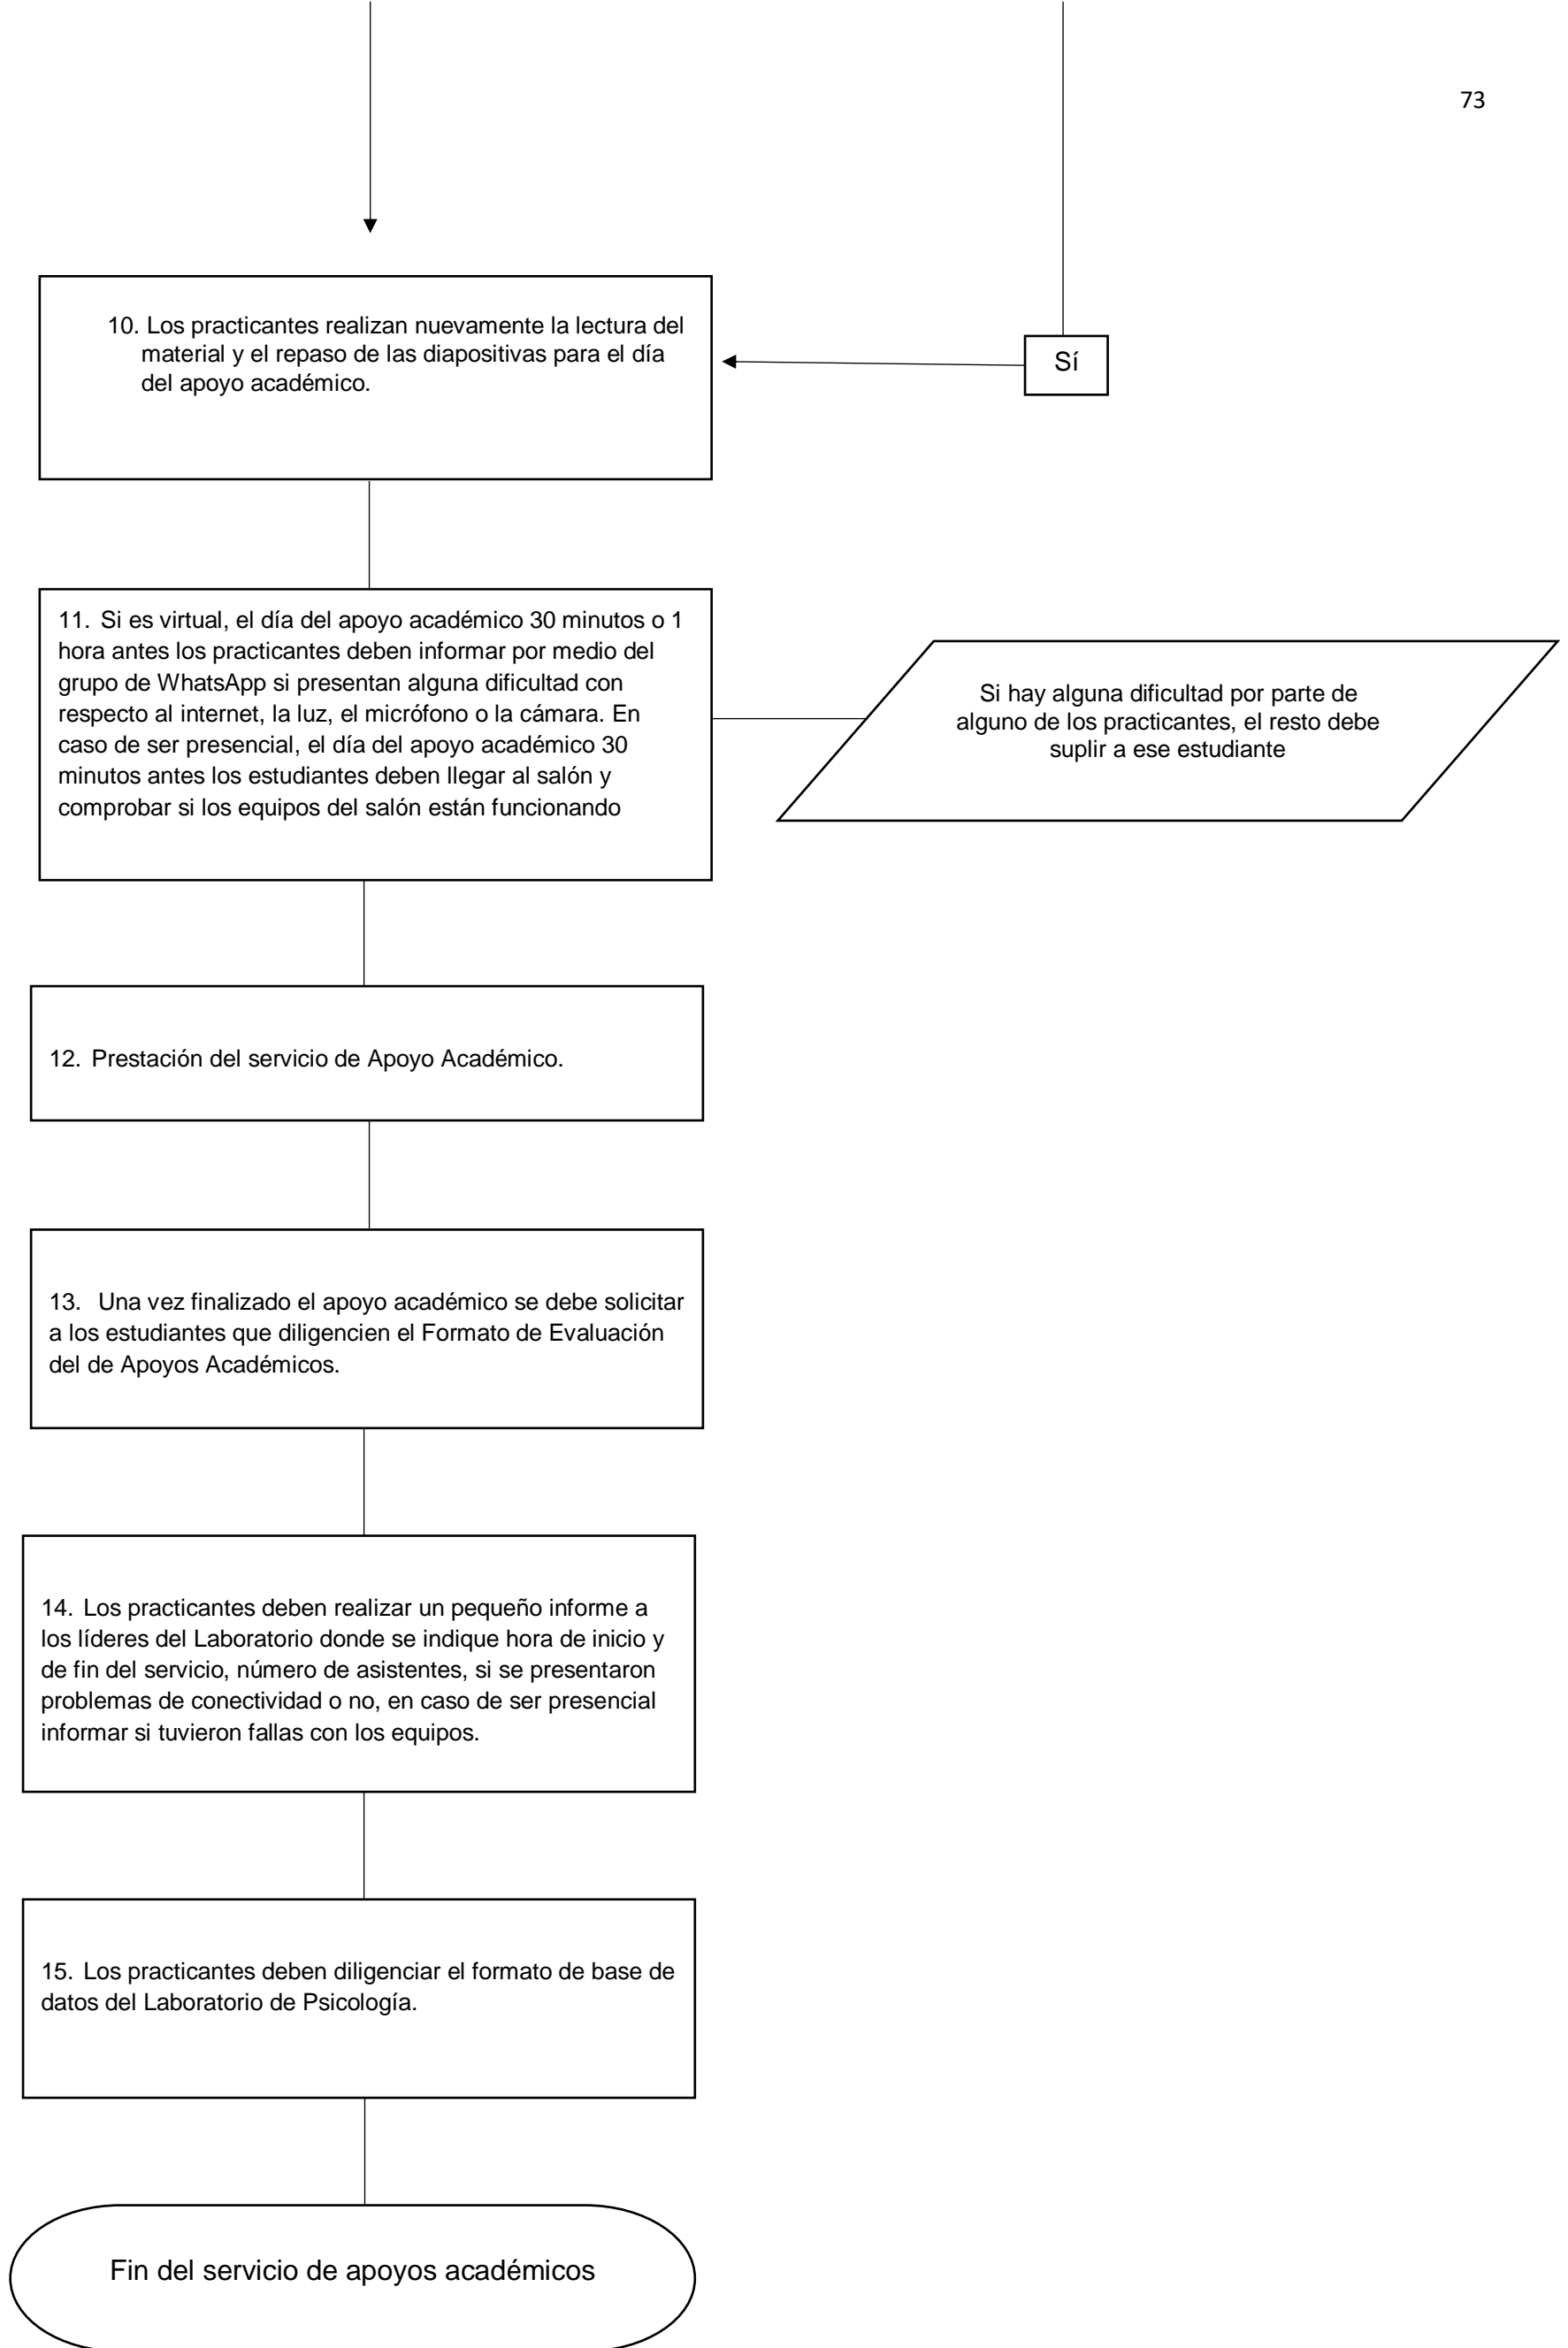 73
10. Los practicantes realizan nuevamente la lectura del
material y el repaso de las diapositivas para el día
del apoyo académico.
Sí
11. Si es virtual, el día del apoyo académico 30 minutos o 1
hora antes los practicantes deben informar por medio del
grupo de WhatsApp si presentan alguna dificultad con
respecto al internet, la luz, el micrófono o la cámara. En
caso de ser presencial, el día del apoyo académico 30
minutos antes los estudiantes deben llegar al salón y
comprobar si los equipos del salón están funcionando
Si hay alguna dificultad por parte de
alguno de los practicantes, el resto debe
suplir a ese estudiante
12. Prestación del servicio de Apoyo Académico.
13. Una vez finalizado el apoyo académico se debe solicitar
a los estudiantes que diligencien el Formato de Evaluación
del de Apoyos Académicos.
14. Los practicantes deben realizar un pequeño informe a
los líderes del Laboratorio donde se indique hora de inicio y
de fin del servicio, número de asistentes, si se presentaron
problemas de conectividad o no, en caso de ser presencial
informar si tuvieron fallas con los equipos.
15. Los practicantes deben diligenciar el formato de base de
datos del Laboratorio de Psicología.
Fin del servicio de apoyos académicos